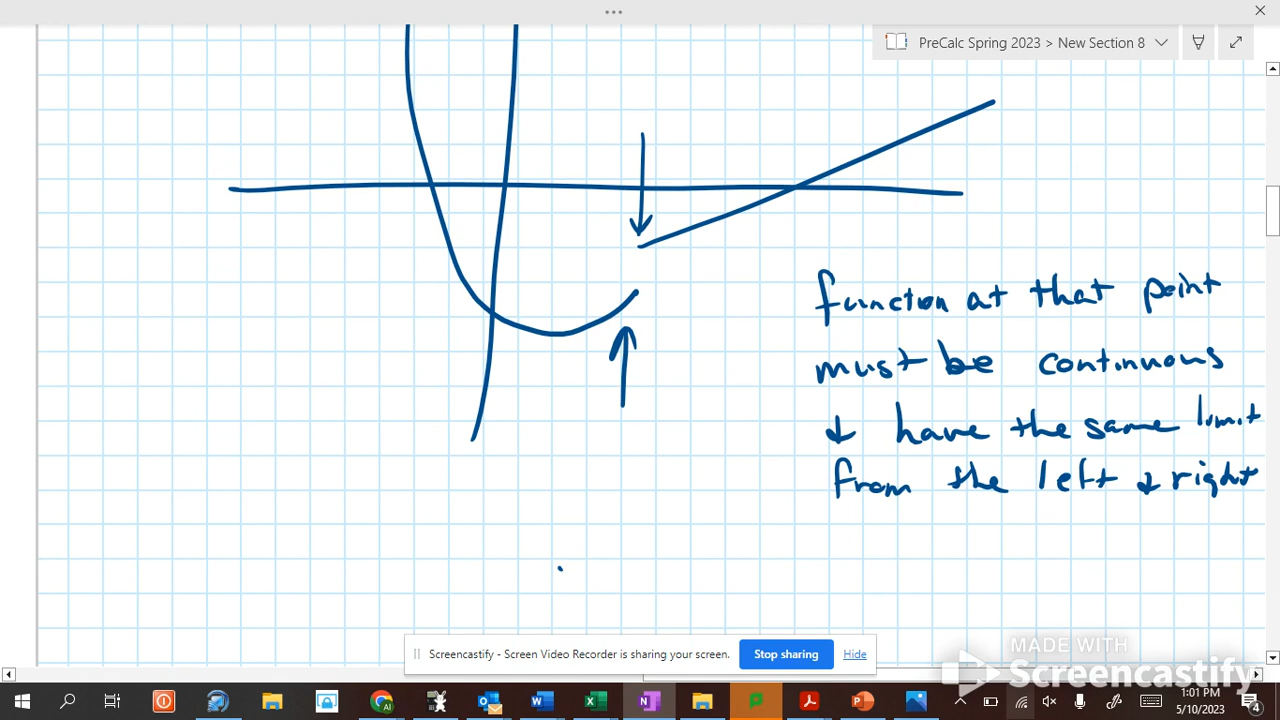 PreCalc Spring 2023 > New Section 8
function at that point
must be continuous
& have the same limit
from the left & right
Screencastify - Screen Video Recorder is sharing your screen.
Stop sharing
Hide
MADE WITH
Screencastify
1:01 PM
5/10/2023
4